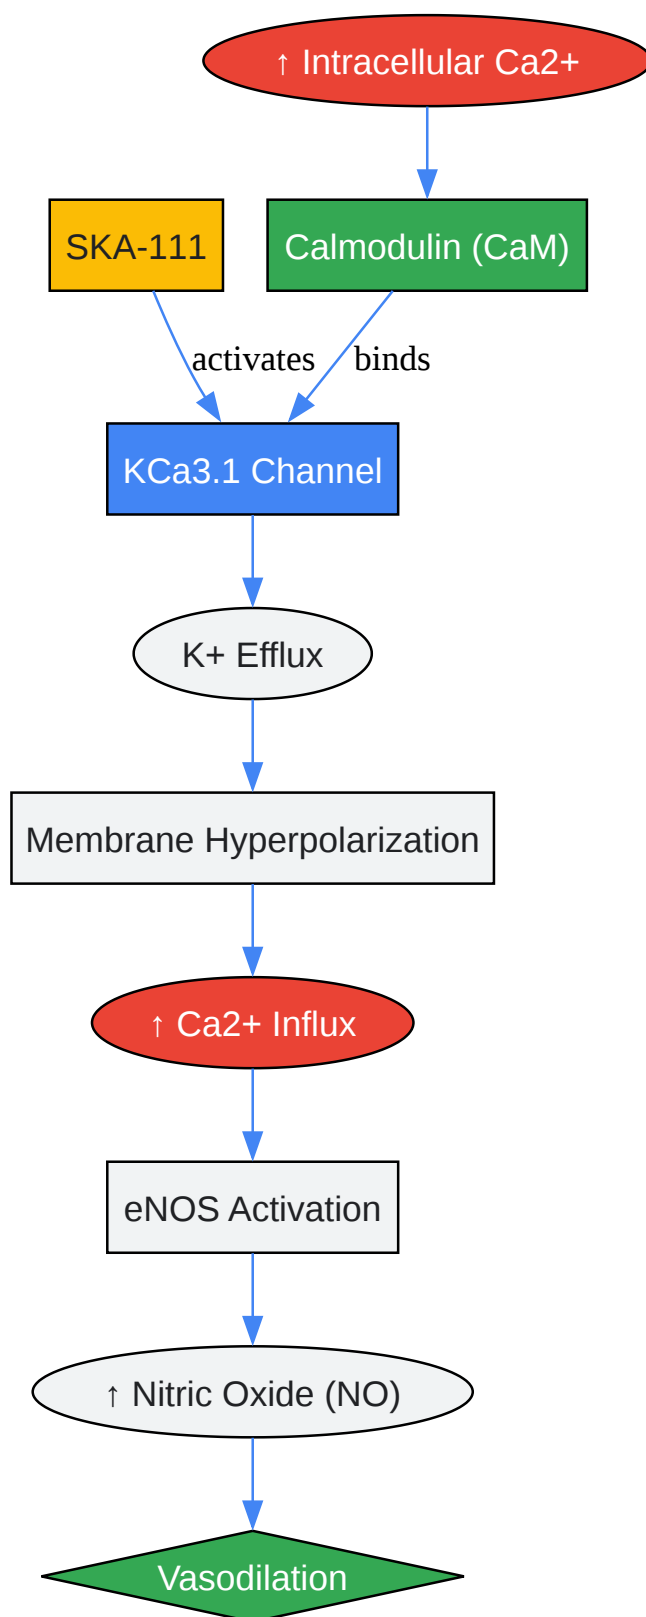 ↑ Intracellular Ca2+
SKA-111
Calmodulin (CaM)
activates
binds
KCa3.1 Channel
K+ Efflux
Membrane Hyperpolarization
↑ Ca2+ Influx
eNOS Activation
↑ Nitric Oxide (NO)
Vasodilation